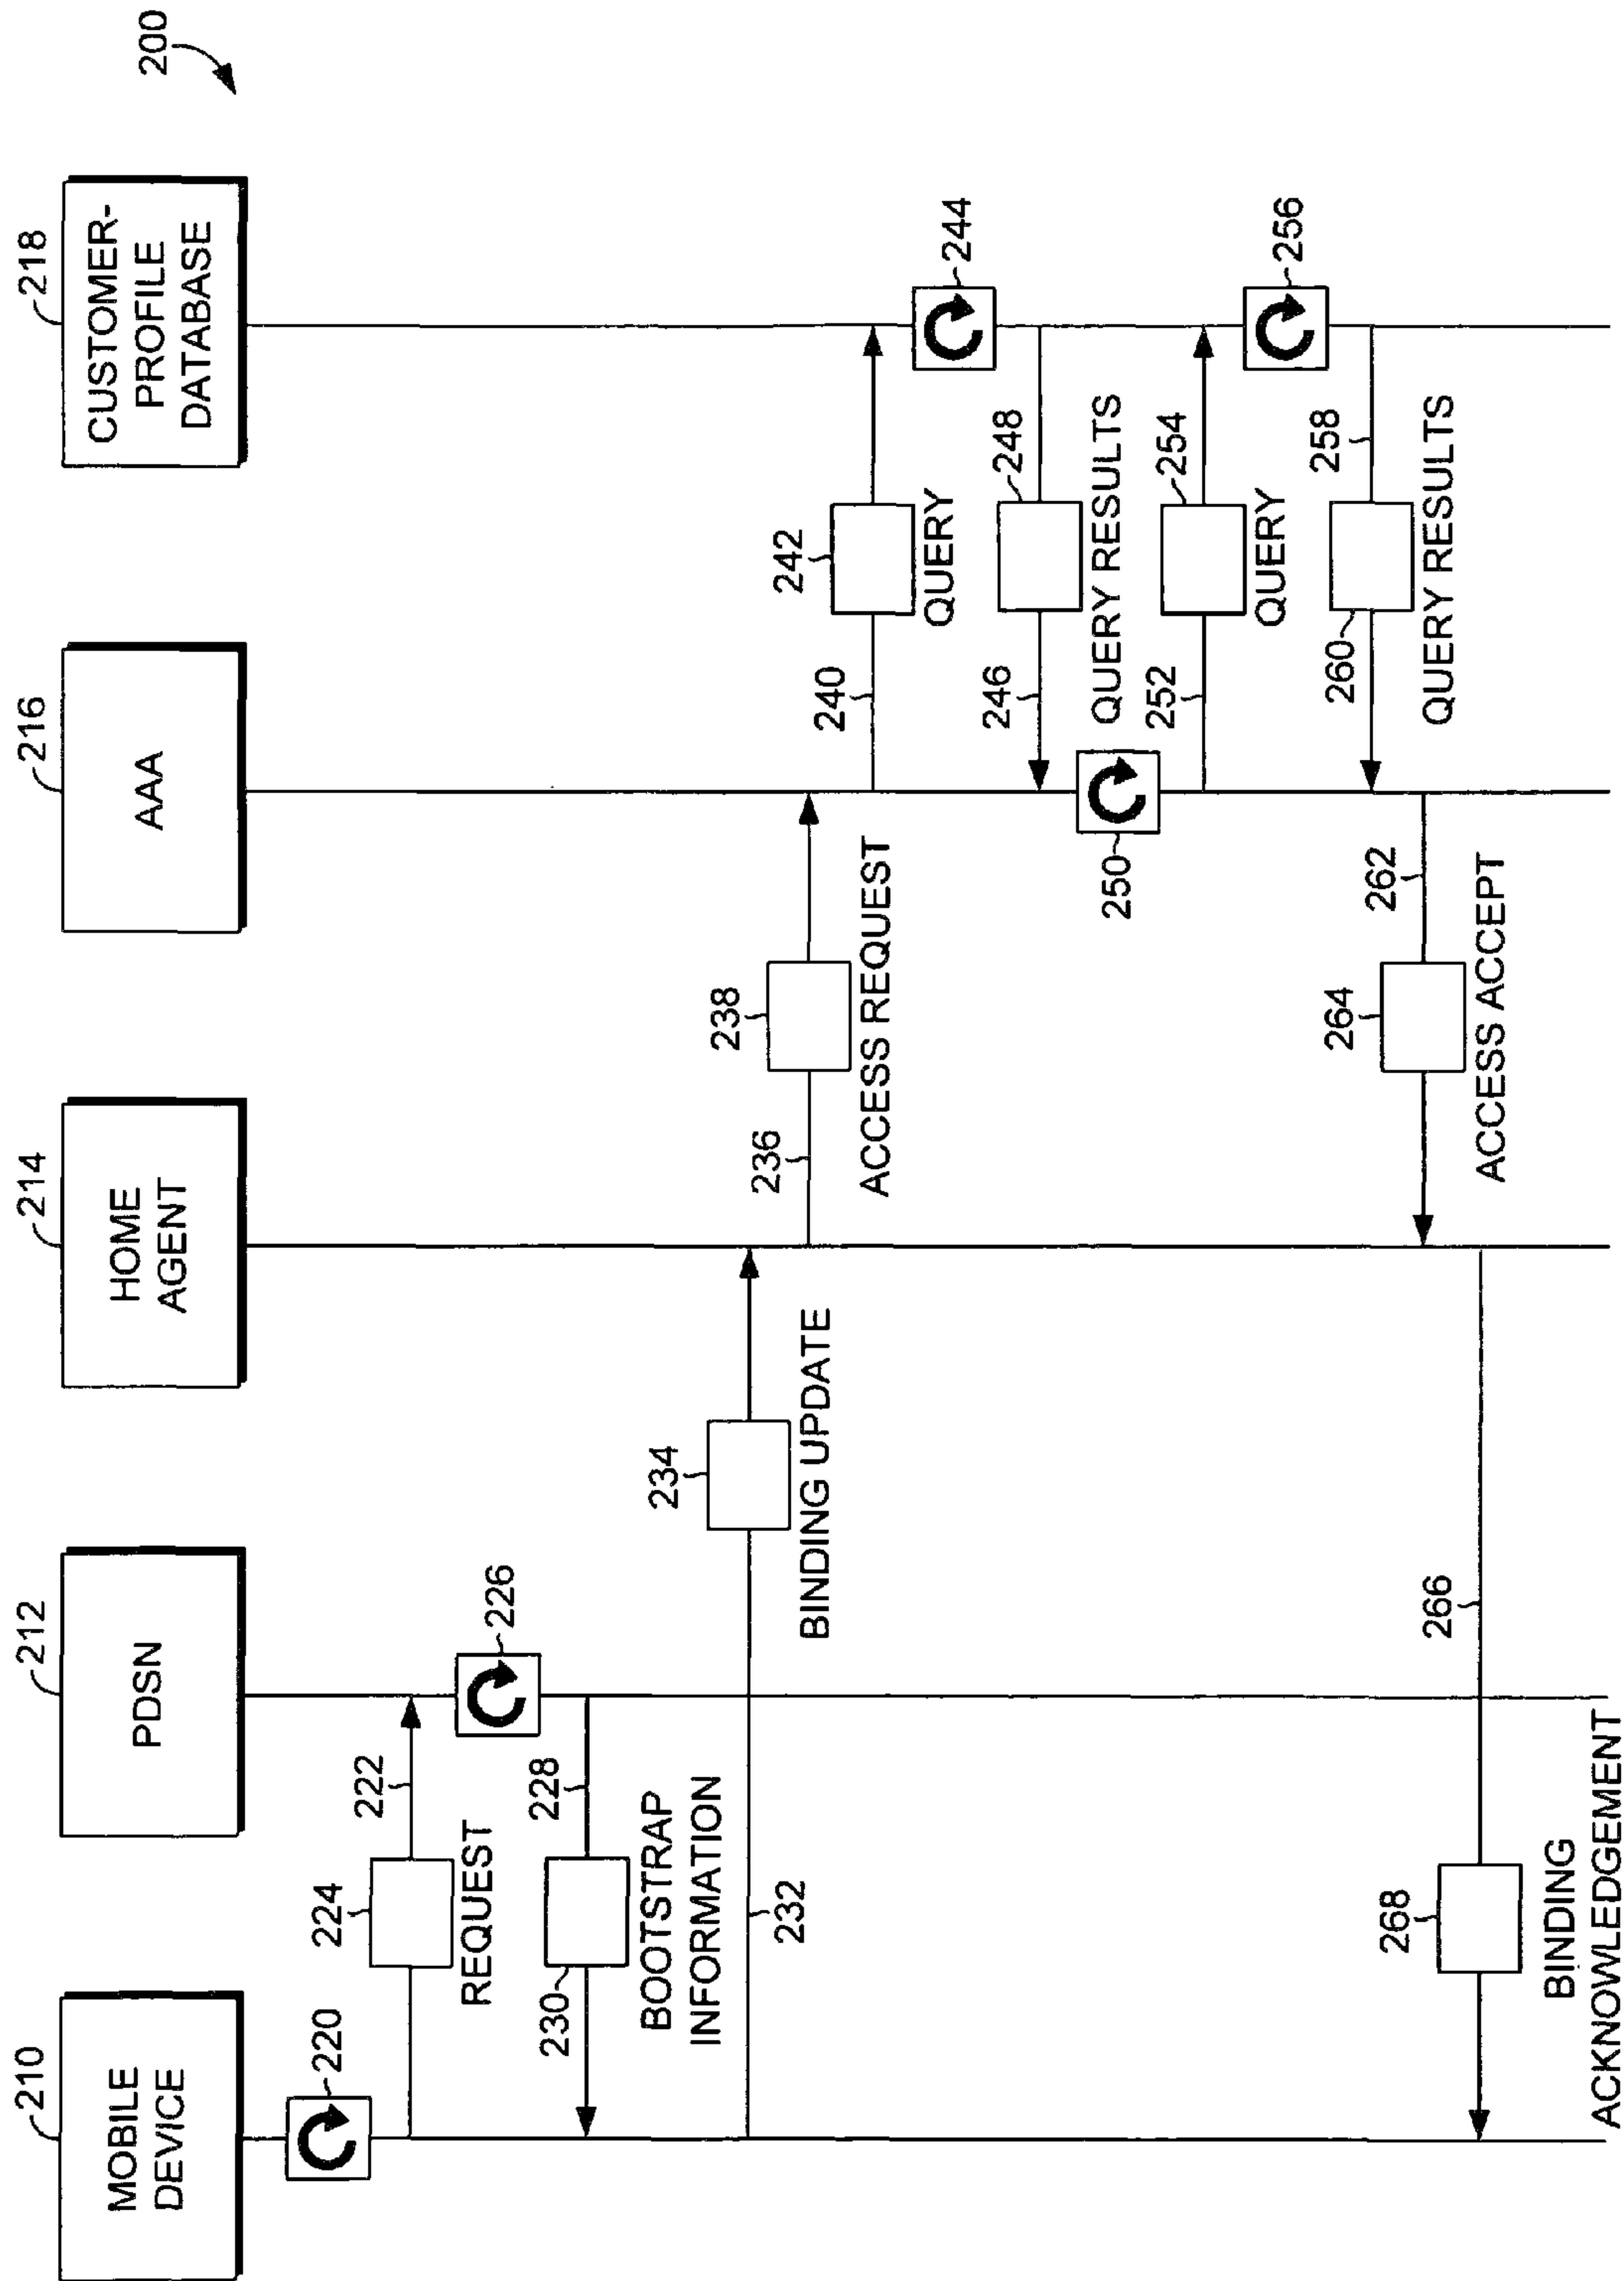 200
210
MOBILE
DEVICE
212
PDSN
214
HOME
AGENT
216
AAA
218
CUSTOMER-
PROFILE
DATABASE
220
224
222
REQUEST
226
230
228
BOOTSTRAP
INFORMATION
232
234
BINDING UPDATE
236
238
ACCESS REQUEST
240
242
QUERY
244
246
248
QUERY RESULTS
250
252
254
QUERY
256
260
258
QUERY RESULTS
264
262
ACCESS ACCEPT
268
266
BINDING
ACKNOWLEDGEMENT